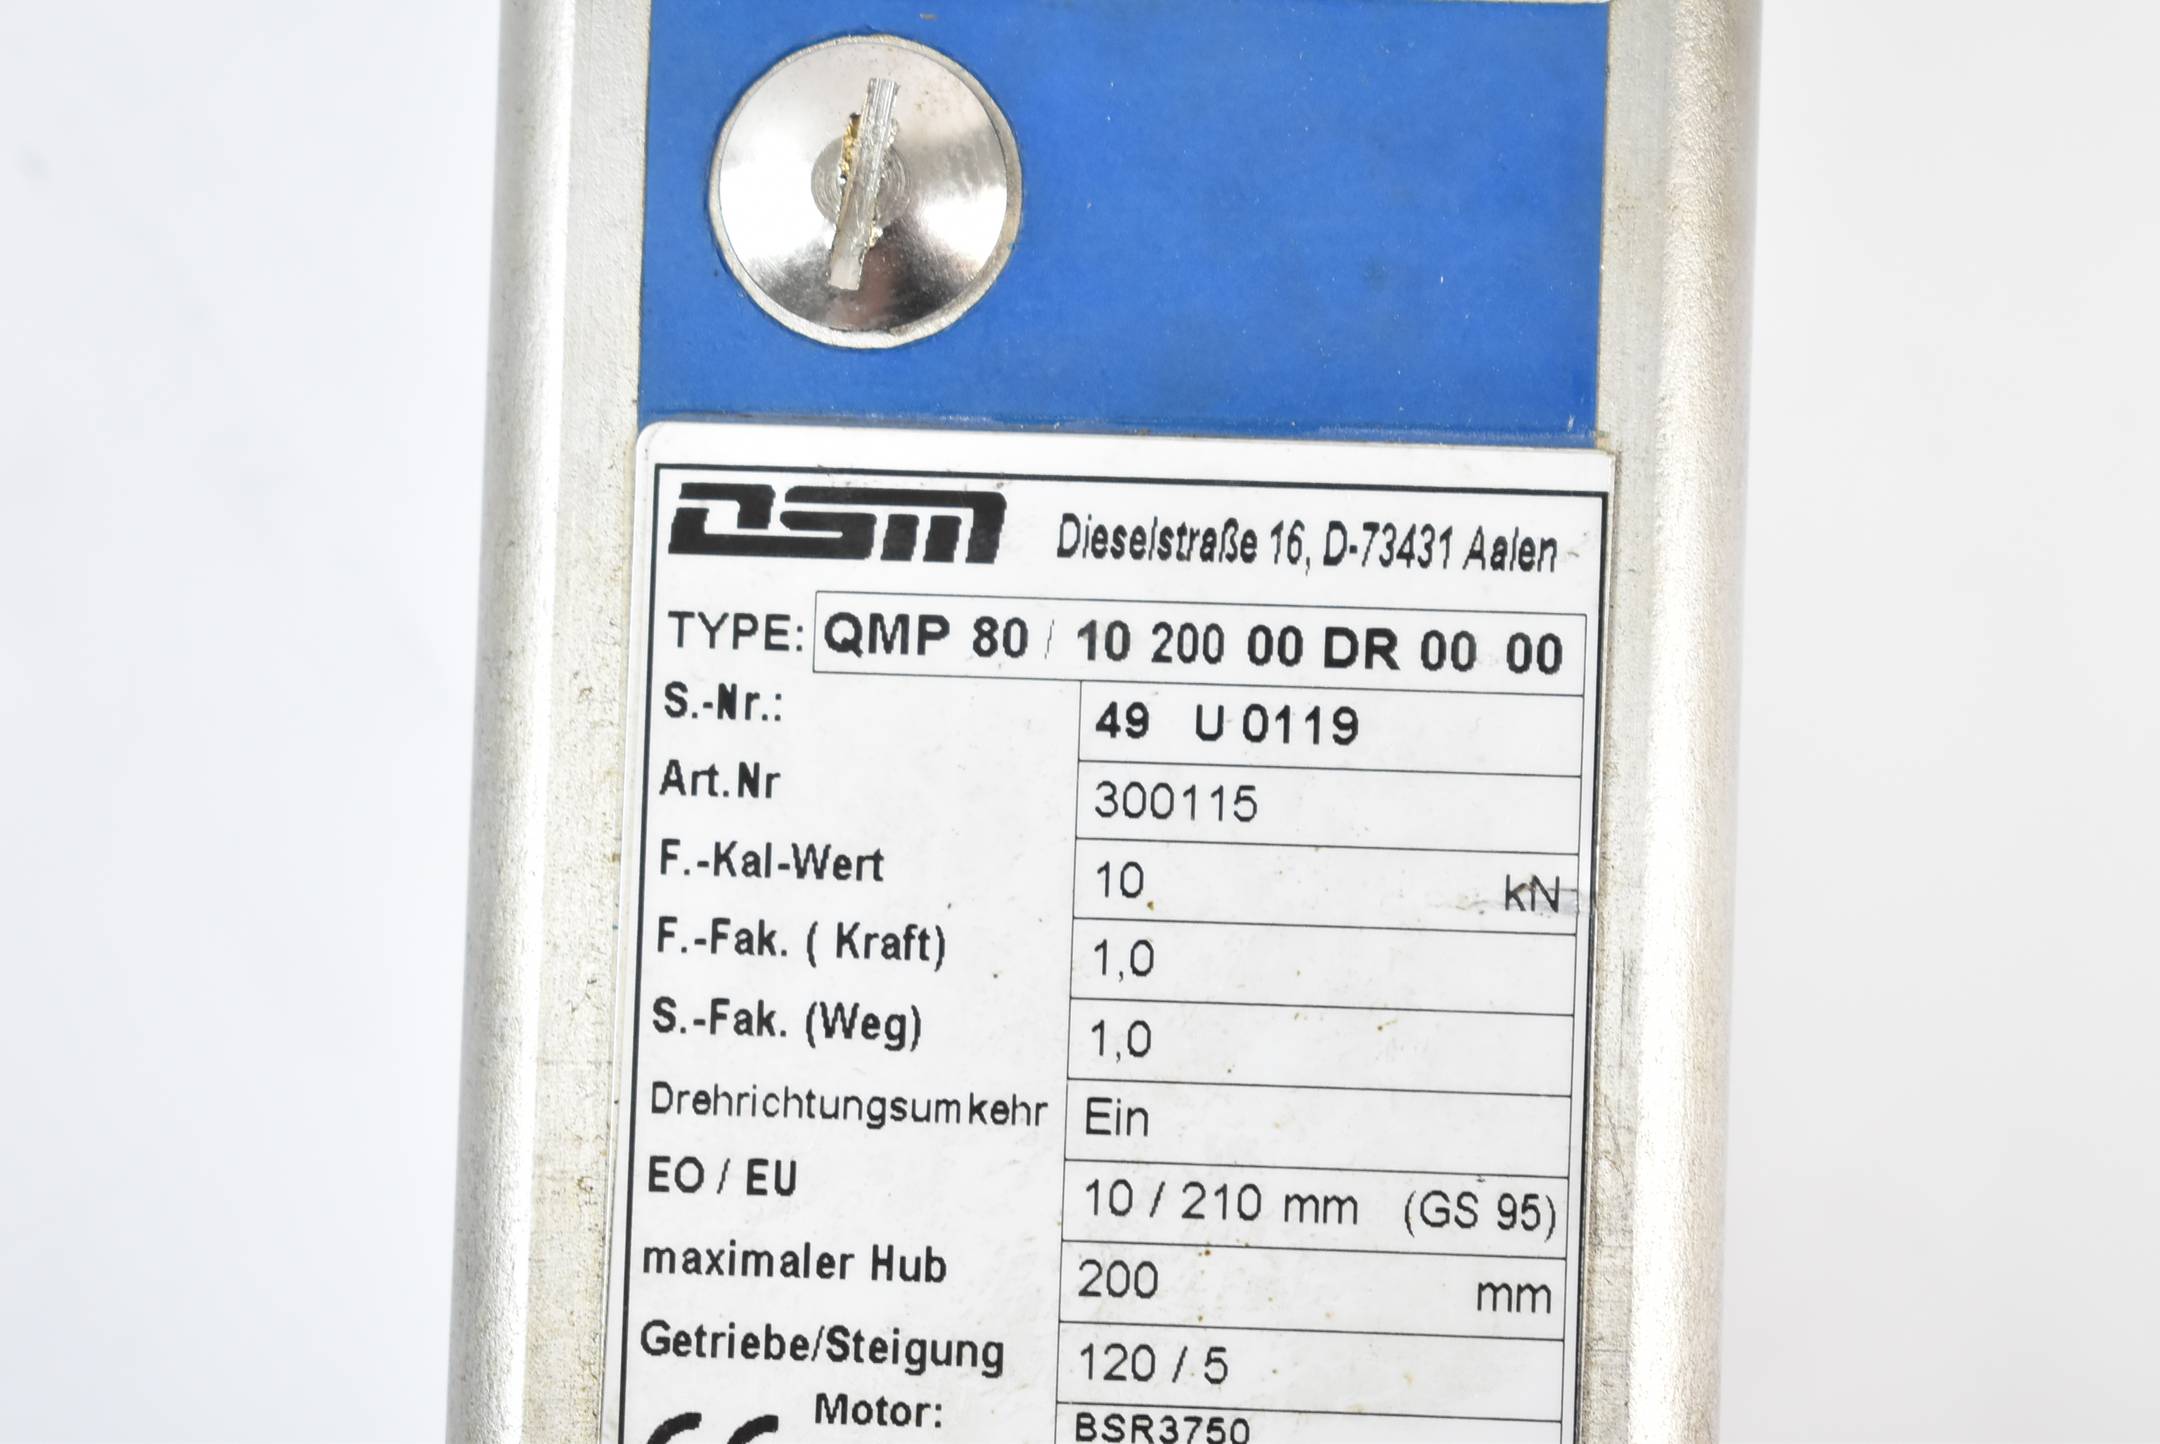 DSM Dieselstraße 16, D-73431 Aalen
TYPE: QMP 80 / 10 200 00 DR 00 00
S.-Nr.: 49 U 0119
Art.Nr 300115
F.-Kal-Wert 10 kN
F.-Fak. ( Kraft) 1,0
S.-Fak. (Weg) 1,0
Drehrichtungsumkehr Ein
EO / EU 10 / 210 mm (GS 95)
maximaler Hub 200 mm
Getriebe/Steigung 120 / 5
Motor: BSR3750